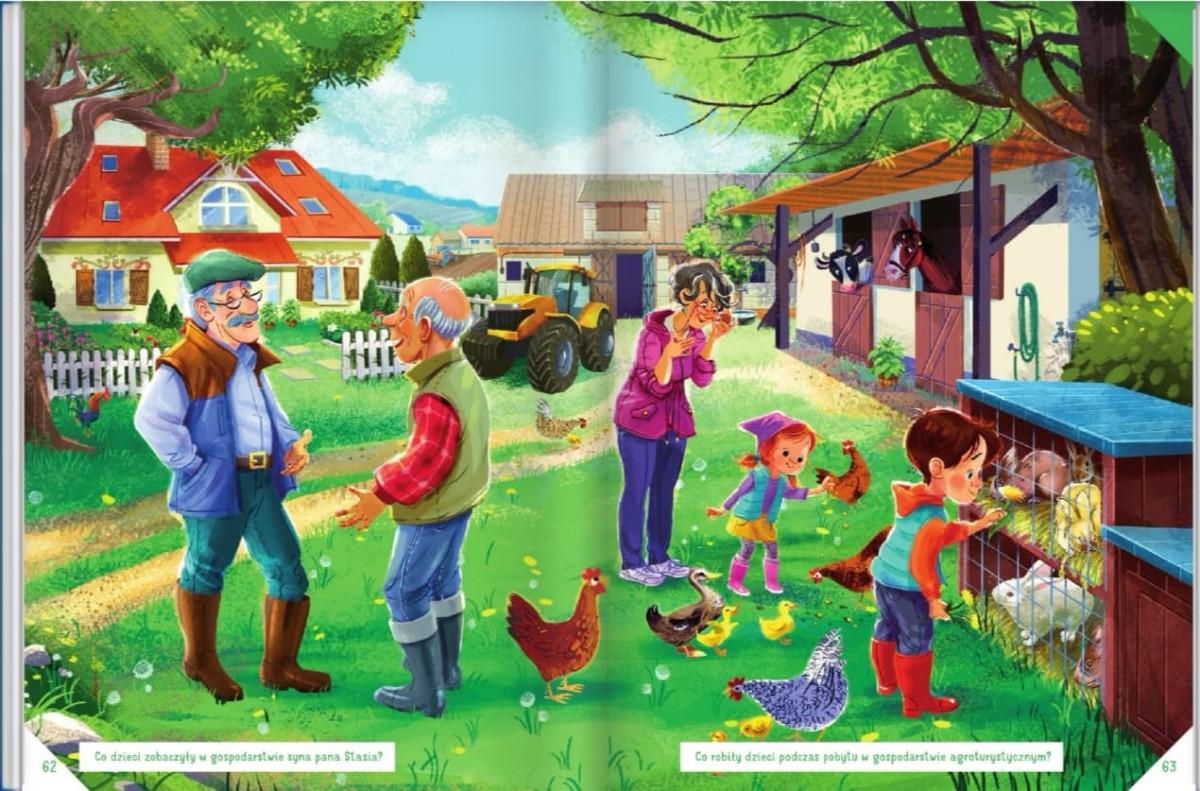 Co dzieci zobaczyły w gospodarstwie syna pana Stasia?
Co robiły dzieci podczas pobytu w gospodarstwie agroturystycznym?
62
63